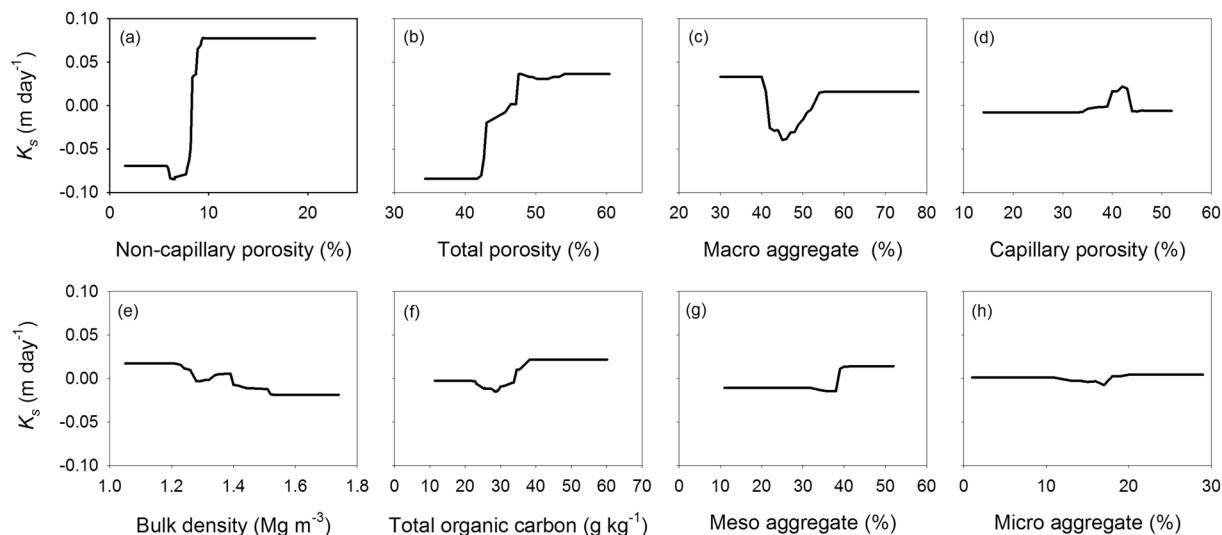 (a)
(b)
(c)
(d)
K_s (m day⁻¹)
0.10
0.05
0.00
-0.05
-0.10
0 10 20
30 40 50 60 70
20 30 40 50 60 70 80
10 20 30 40 50 60
Non-capillary porosity (%)
Total porosity (%)
Macro aggregate (%)
Capillary porosity (%)
(e)
(f)
(g)
(h)
K_s (m day⁻¹)
0.10
0.05
0.00
-0.05
-0.10
1.0 1.2 1.4 1.6 1.8
0 10 20 30 40 50 60 70
0 10 20 30 40 50 60
0 10 20 30
Bulk density (Mg m⁻³)
Total organic carbon (g kg⁻¹)
Meso aggregate (%)
Micro aggregate (%)